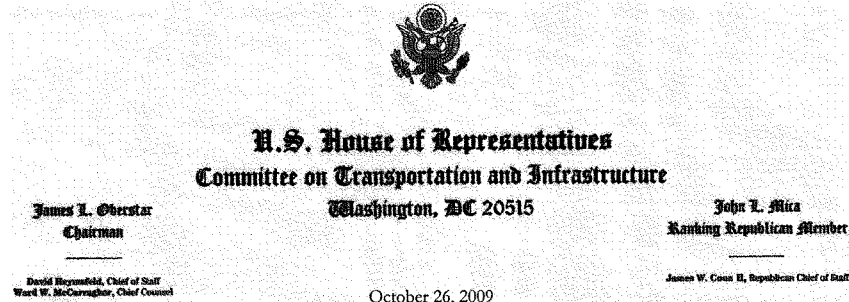 U.S. House of Representatives
Committee on Transportation and Infrastructure
James L. Oberstar
Chairman
Washington, DC 20515
John L. Mica
Ranking Republican Member
David Heymsfeld, Chief of Staff
Ward W. McCarragher, Chief Counsel
James W. Coon II, Republican Chief of Staff
October 26, 2009